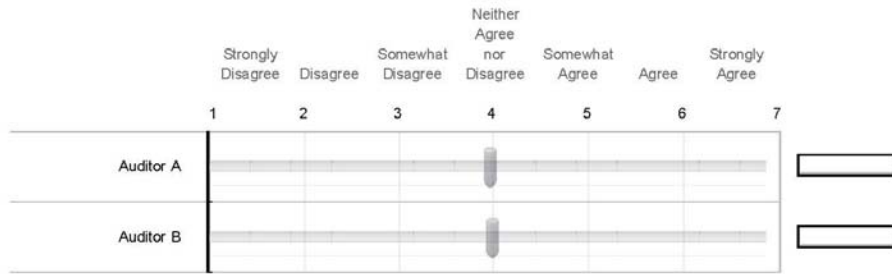 Strongly Disagree
Disagree
Somewhat Disagree
Neither Agree nor Disagree
Somewhat Agree
Agree
Strongly Agree
1 2 3 4 5 6 7
Auditor A
Auditor B